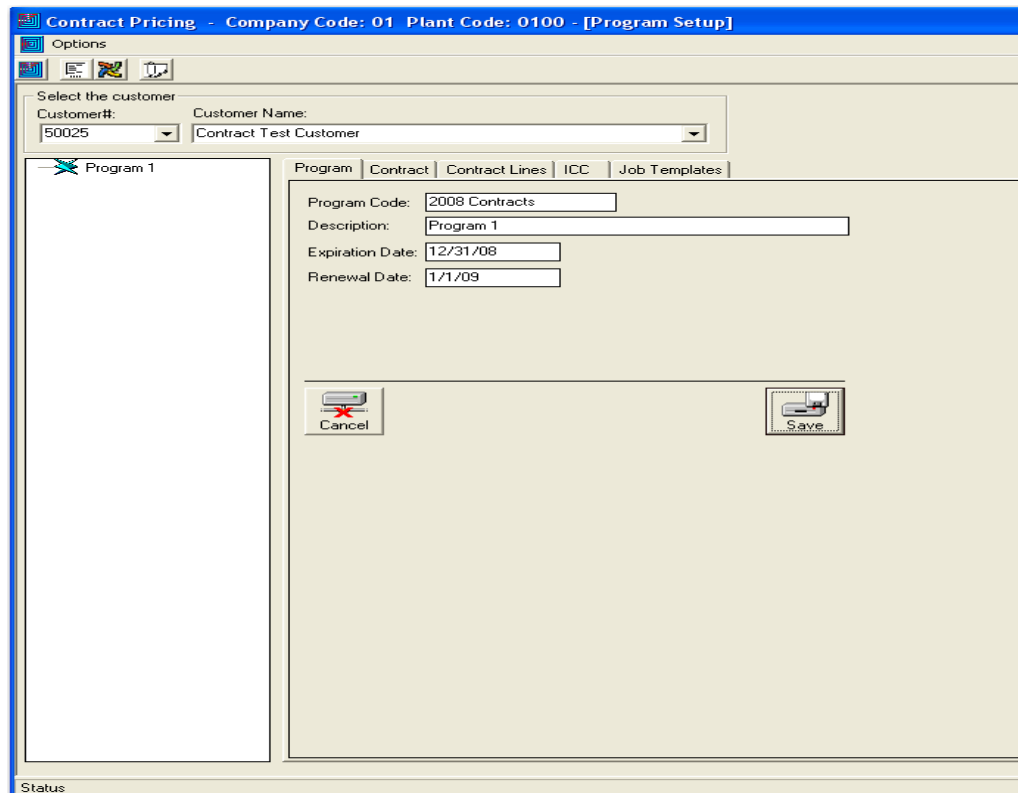 Contract Pricing - Company Code: 01 Plant Code: 0100 - [Program Setup]
Options
Select the customer
Customer#: Customer Name:
50025 Contract Test Customer
Program 1
Program Contract Contract Lines ICC Job Templates
Program Code: 2008 Contracts
Description: Program 1
Expiration Date: 12/31/08
Renewal Date: 1/1/09
Cancel Save
Status